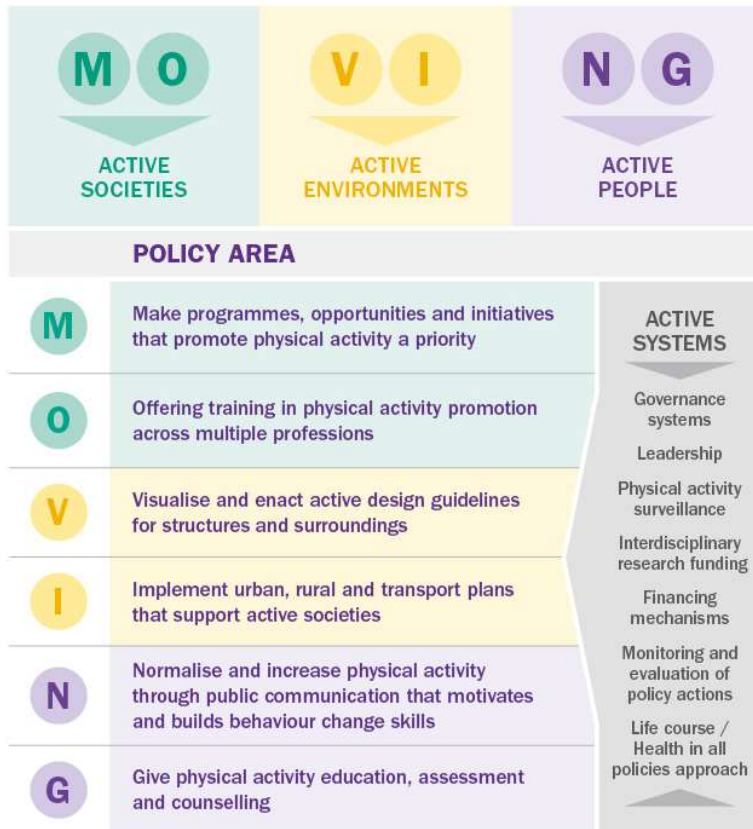 M O
ACTIVE
SOCIETIES
V I
ACTIVE
ENVIRONMENTS
N G
ACTIVE
PEOPLE
POLICY AREA
M
Make programmes, opportunities and initiatives
that promote physical activity a priority
O
Offering training in physical activity promotion
across multiple professions
V
Visualise and enact active design guidelines
for structures and surroundings
I
Implement urban, rural and transport plans
that support active societies
N
Normalise and increase physical activity
through public communication that motivates
and builds behaviour change skills
G
Give physical activity education, assessment
and counselling
ACTIVE
SYSTEMS
Governance
systems
Leadership
Physical activity
surveillance
Interdisciplinary
research funding
Financing
mechanisms
Monitoring and
evaluation of
policy actions
Life course /
Health in all
policies approach